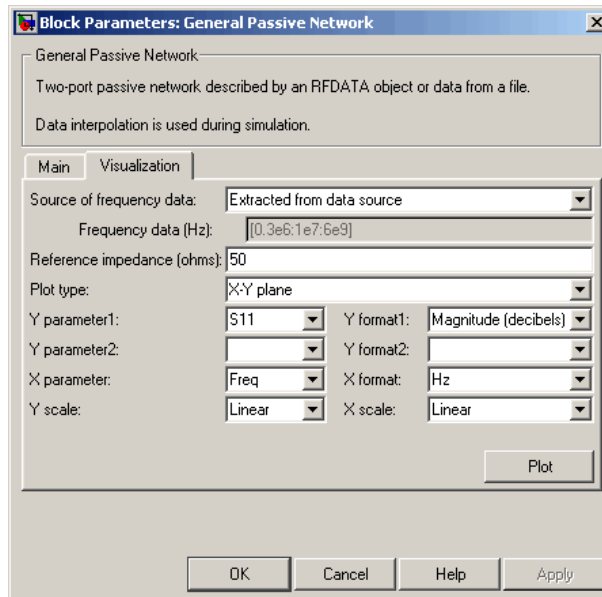 Block Parameters: General Passive Network
General Passive Network
Two-port passive network described by an RFDATA object or data from a file.
Data interpolation is used during simulation.
Main Visualization
Source of frequency data: Extracted from data source
Frequency data (Hz): [0.3e6:1e7:6e9]
Reference impedance (ohms): 50
Plot type: X-Y plane
Y parameter1: S11 Y format1: Magnitude (decibels)
Y parameter2: Y format2:
X parameter: Freq X format: Hz
Y scale: Linear X scale: Linear
Plot
OK Cancel Help Apply